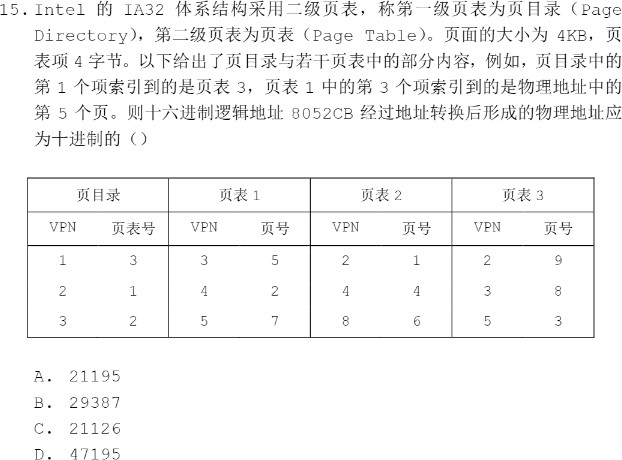 15. Intel 的 IA32 体系结构采用二级页表，称第一级页表为页目录（Page
Directory），第二级页表为页表（Page Table）。页面的大小为 4KB，页
表项 4 字节。以下给出了页目录与若干页表中的部分内容，例如，页目录中的
第 1 个项索引到的是页表 3，页表 1 中的第 3 个项索引到的是物理地址中的
第 5 个页。则十六进制逻辑地址 8052CB 经过地址转换后形成的物理地址应
为十进制的（）
页目录 页表 1 页表 2 页表 3
VPN 页表号 VPN 页号 VPN 页号 VPN 页号
1 3 3 5 2 1 2 9
2 1 4 2 4 4 3 8
3 2 5 7 8 6 5 3
A. 21195
B. 29387
C. 21126
D. 47195